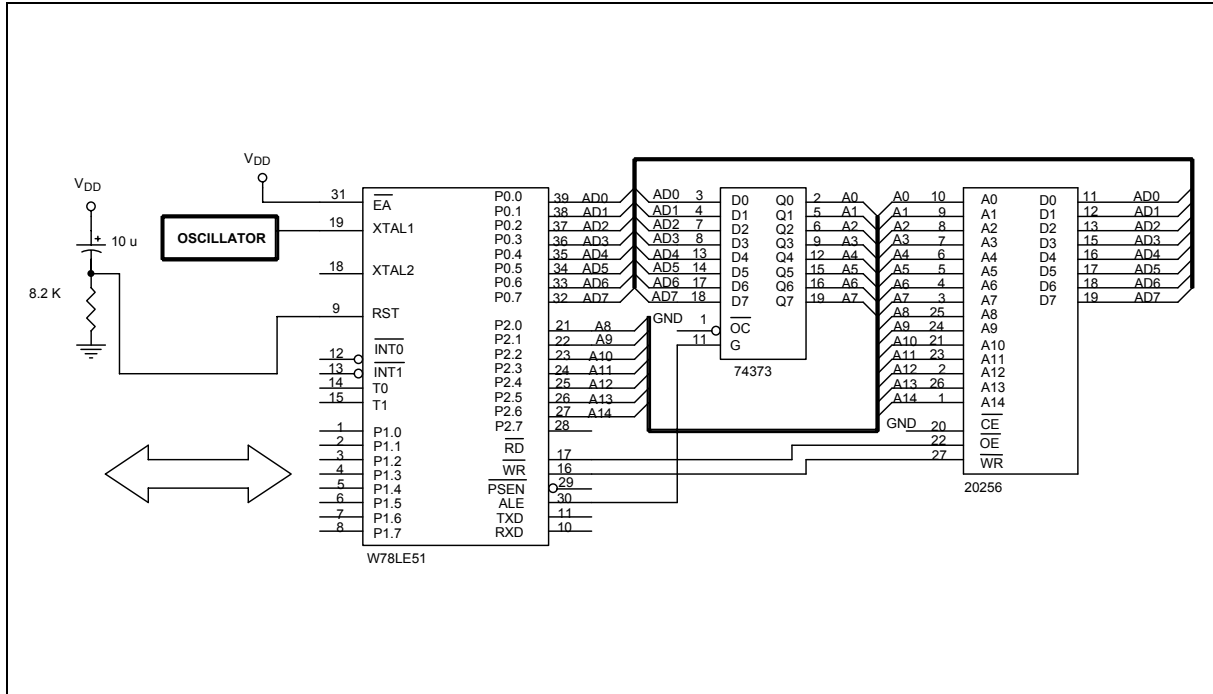 VDD
VDD
10 u
8.2 K
OSCILLATOR
31 EA
19 XTAL1
18 XTAL2
9 RST
12 INT0
13 INT1
14 T0
15 T1
1 P1.0
2 P1.1
3 P1.2
4 P1.3
5 P1.4
6 P1.5
7 P1.6
8 P1.7
P0.0 39 AD0
P0.1 38 AD1
P0.2 37 AD2
P0.3 36 AD3
P0.4 35 AD4
P0.5 34 AD5
P0.6 33 AD6
P0.7 32 AD7
P2.0 21 A8
P2.1 22 A9
P2.2 23 A10
P2.3 24 A11
P2.4 25 A12
P2.5 26 A13
P2.6 27 A14
P2.7 28
RD 17
WR 16
PSEN 29
ALE 30
TXD 11
RXD 10
W78LE51
AD0 3 D0 Q0 2 A0
AD1 4 D1 Q1 5 A1
AD2 7 D2 Q2 6 A2
AD3 8 D3 Q3 9 A3
AD4 13 D4 Q4 12 A4
AD5 14 D5 Q5 15 A5
AD6 17 D6 Q6 16 A6
AD7 18 D7 Q7 19 A7
GND 1 OC
11 G
74373
A0 10 A0 D0 11 AD0
A1 9 A1 D1 12 AD1
A2 8 A2 D2 13 AD2
A3 7 A3 D3 15 AD3
A4 6 A4 D4 16 AD4
A5 5 A5 D5 17 AD5
A6 4 A6 D6 18 AD6
A7 3 A7 D7 19 AD7
A8 25 A8
A9 24 A9
A10 21 A10
A11 23 A11
A12 2 A12
A13 26 A13
A14 1 A14
GND 20 CE
22 OE
27 WR
20256